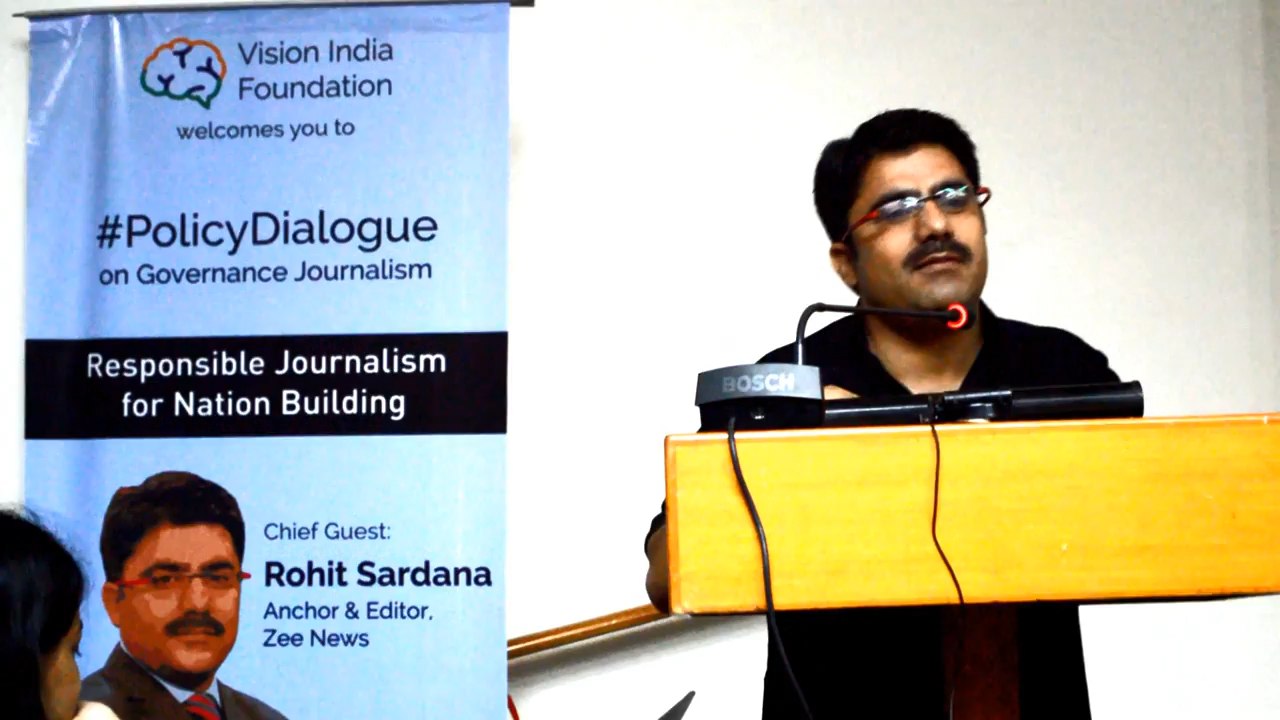 Vision India
Foundation
welcomes you to
#PolicyDialogue
on Governance Journalism
Responsible Journalism
for Nation Building
Chief Guest:
Rohit Sardana
Anchor & Editor,
Zee News
BOSCH